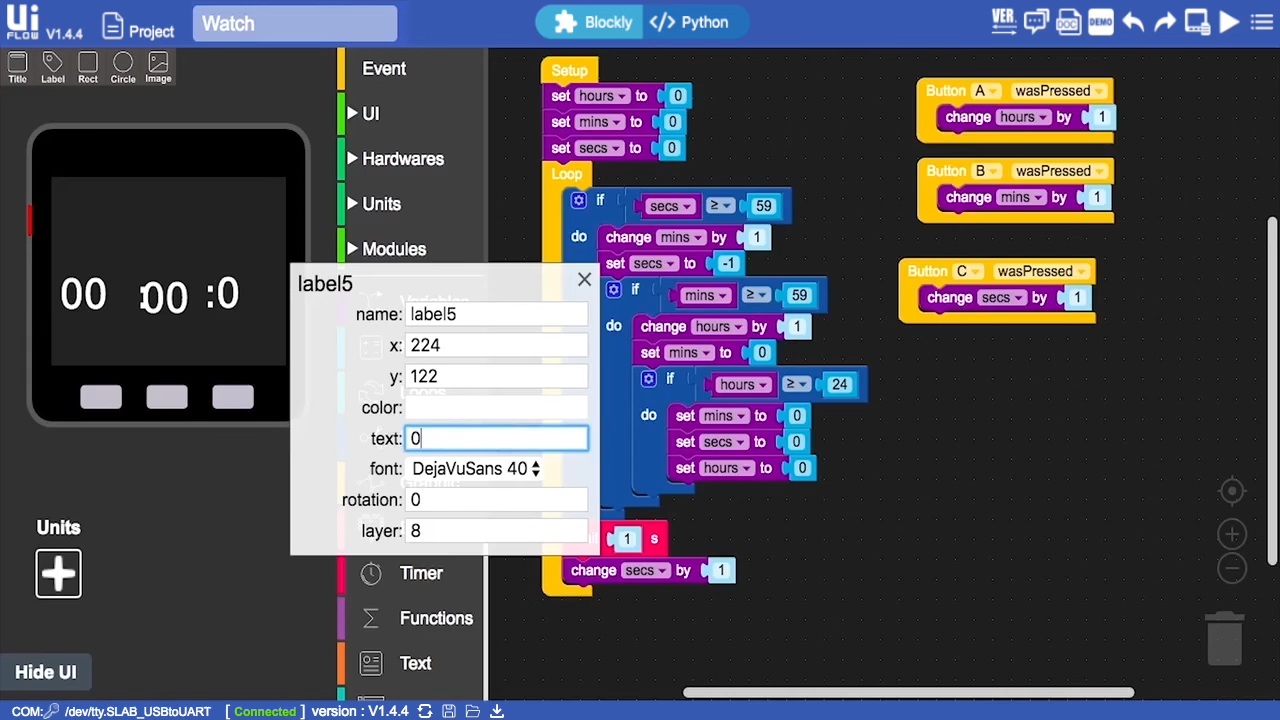 Ui FLOW V1.4.4
Project
Watch
Blockly
</> Python
VER.
DOC
DEMO
Title Label Rect Circle Image
00 :00 :0
Units
Hide UI
Event
UI
Hardwares
Units
Modules
Variables
Timer
Functions
Text
label5
name: label5
x: 224
y: 122
color:
text: 0
font: DejaVuSans 40
rotation: 0
layer: 8
Setup
set hours to 0
set mins to 0
set secs to 0
Loop
if secs ≥ 59
do change mins by 1
set secs to -1
if mins ≥ 59
do change hours by 1
set mins to 0
if hours ≥ 24
do set mins to 0
set secs to 0
set hours to 0
1 s
change secs by 1
Button A wasPressed
change hours by 1
Button B wasPressed
change mins by 1
Button C wasPressed
change secs by 1
COM: /dev/tty.SLAB_USBtoUART [ Connected ] version : V1.4.4